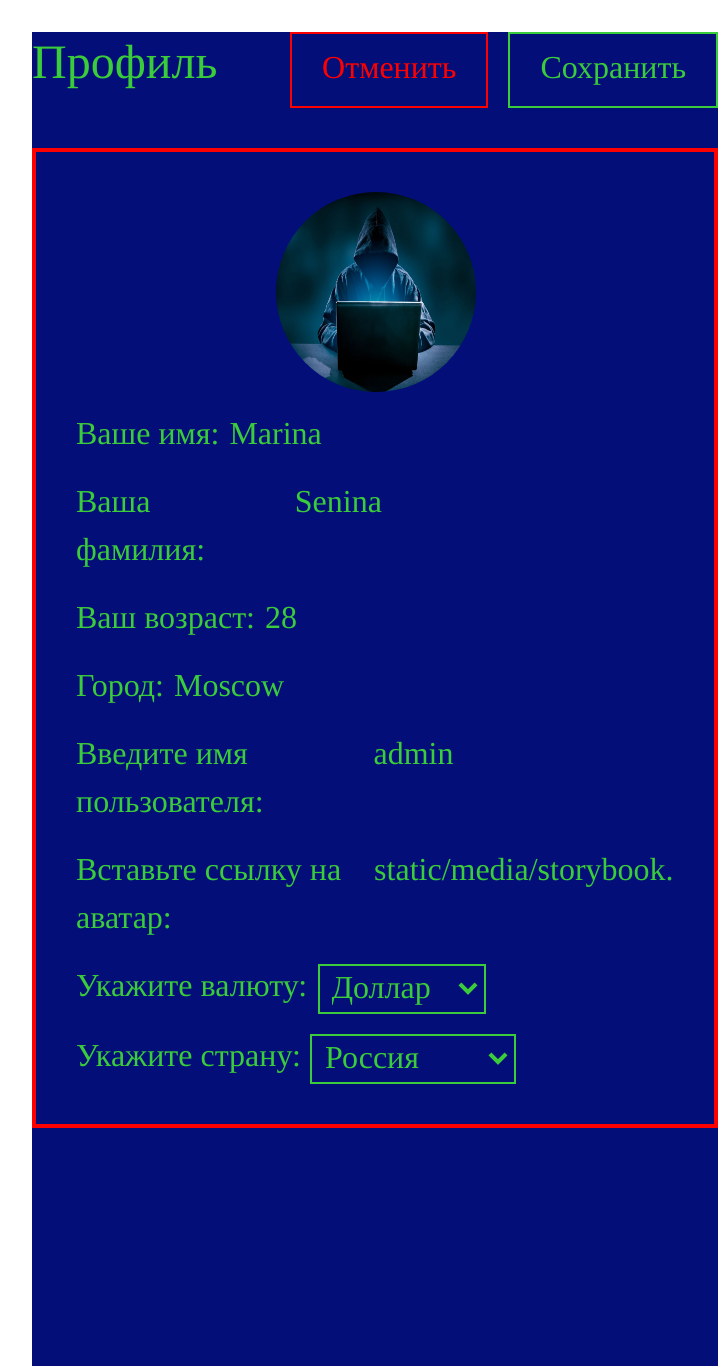 Профиль Отменить Сохранить
Ваше имя: Marina
Ваша Senina
фамилия:
Ваш возраст: 28
Город: Moscow
Введите имя admin
пользователя:
Вставьте ссылку на static/media/storybook.
аватар:
Укажите валюту: Доллар
Укажите страну: Россия